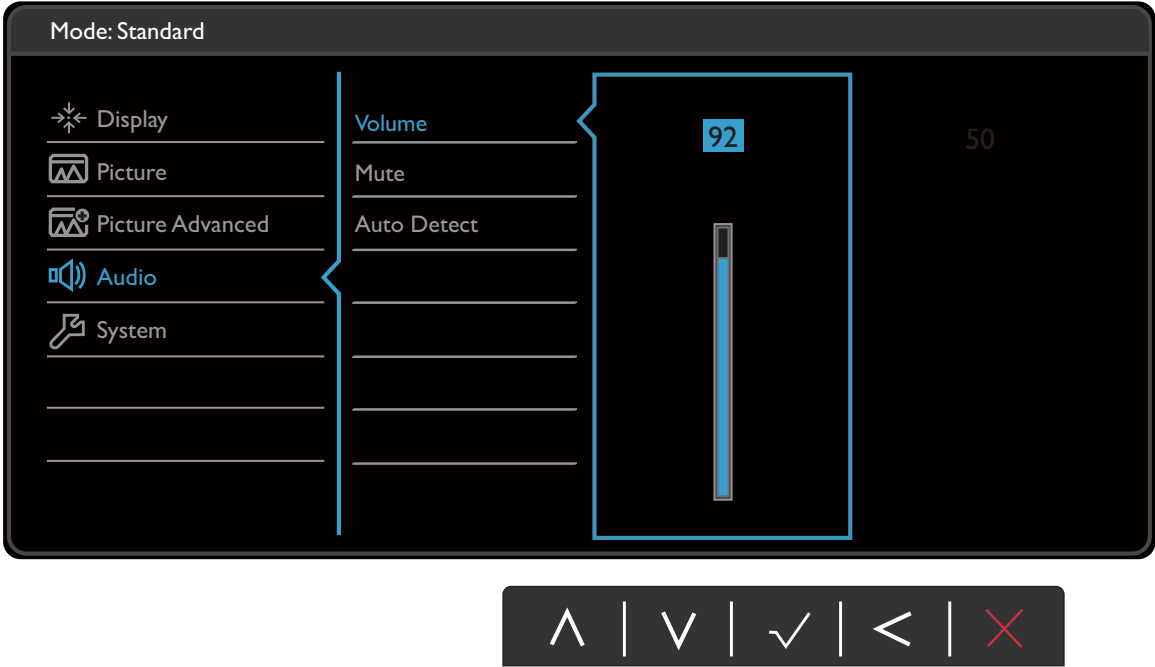 Mode: Standard
Display
Picture
Picture Advanced
Audio
System
Volume
Mute
Auto Detect
92
50